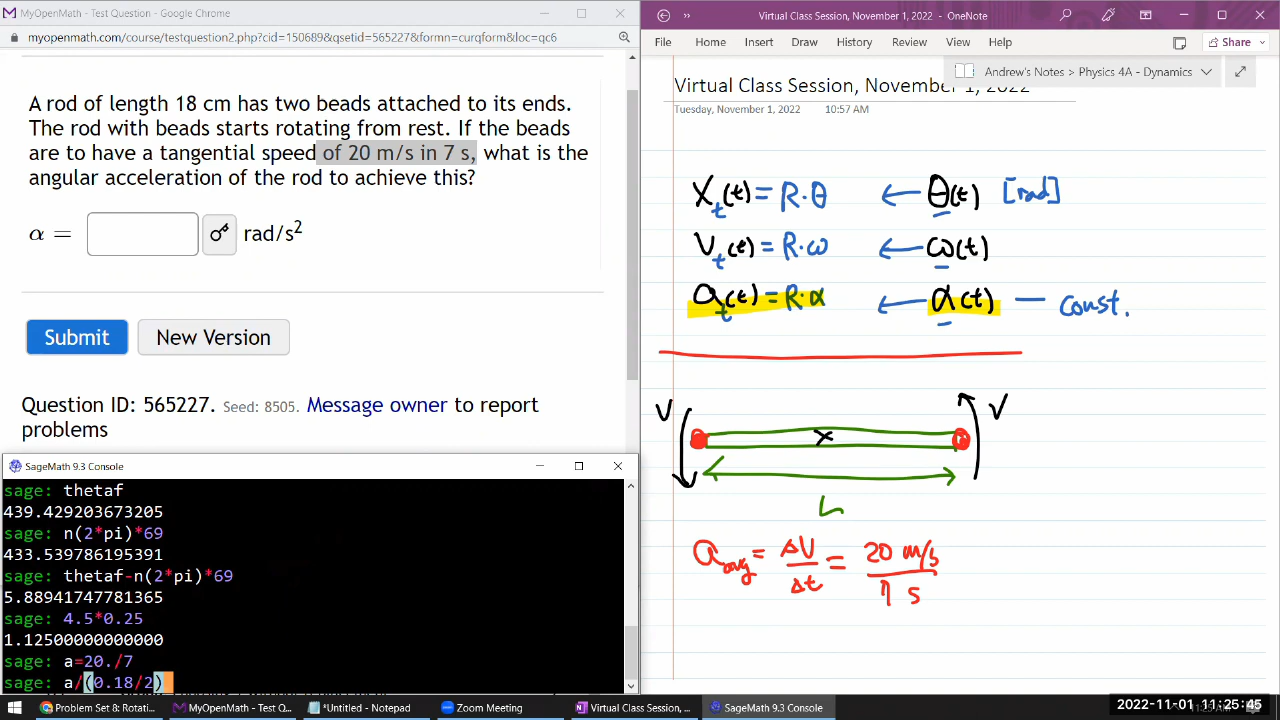 MyOpenMath - Test Question - Google Chrome
myopenmath.com/course/testquestion2.php?cid=150689&qsetid=565227&formn=curqform&loc=qc6
A rod of length 18 cm has two beads attached to its ends.
The rod with beads starts rotating from rest. If the beads
are to have a tangential speed of 20 m/s in 7 s, what is the
angular acceleration of the rod to achieve this?
α = rad/s²
Submit New Version
Question ID: 565227. Seed: 8505. Message owner to report
problems
SageMath 9.3 Console
sage: thetaf
439.429203673205
sage: n(2*pi)*69
433.539786195391
sage: thetaf-n(2*pi)*69
5.88941747781365
sage: 4.5*0.25
1.12500000000000
sage: a=20./7
sage: a/(0.18/2)
Virtual Class Session, November 1, 2022 - OneNote
File Home Insert Draw History Review View Help Share
Andrew's Notes > Physics 4A - Dynamics
Virtual Class Session, November 1, 2022
Tuesday, November 1, 2022 10:57 AM
X_t(t) = R·θ ← θ(t) [rad]
V_t(t) = R·ω ← ω(t)
a_t(t) = R·α ← α(t) — const.
V V
L
a_avg = ΔV/Δt = 20 m/s / 7 s
Problem Set & Rotati... MyOpenMath - Test Q... *Untitled - Notepad Zoom Meeting Virtual Class Session, ... SageMath 9.3 Console
2022-11-01 11:25:45